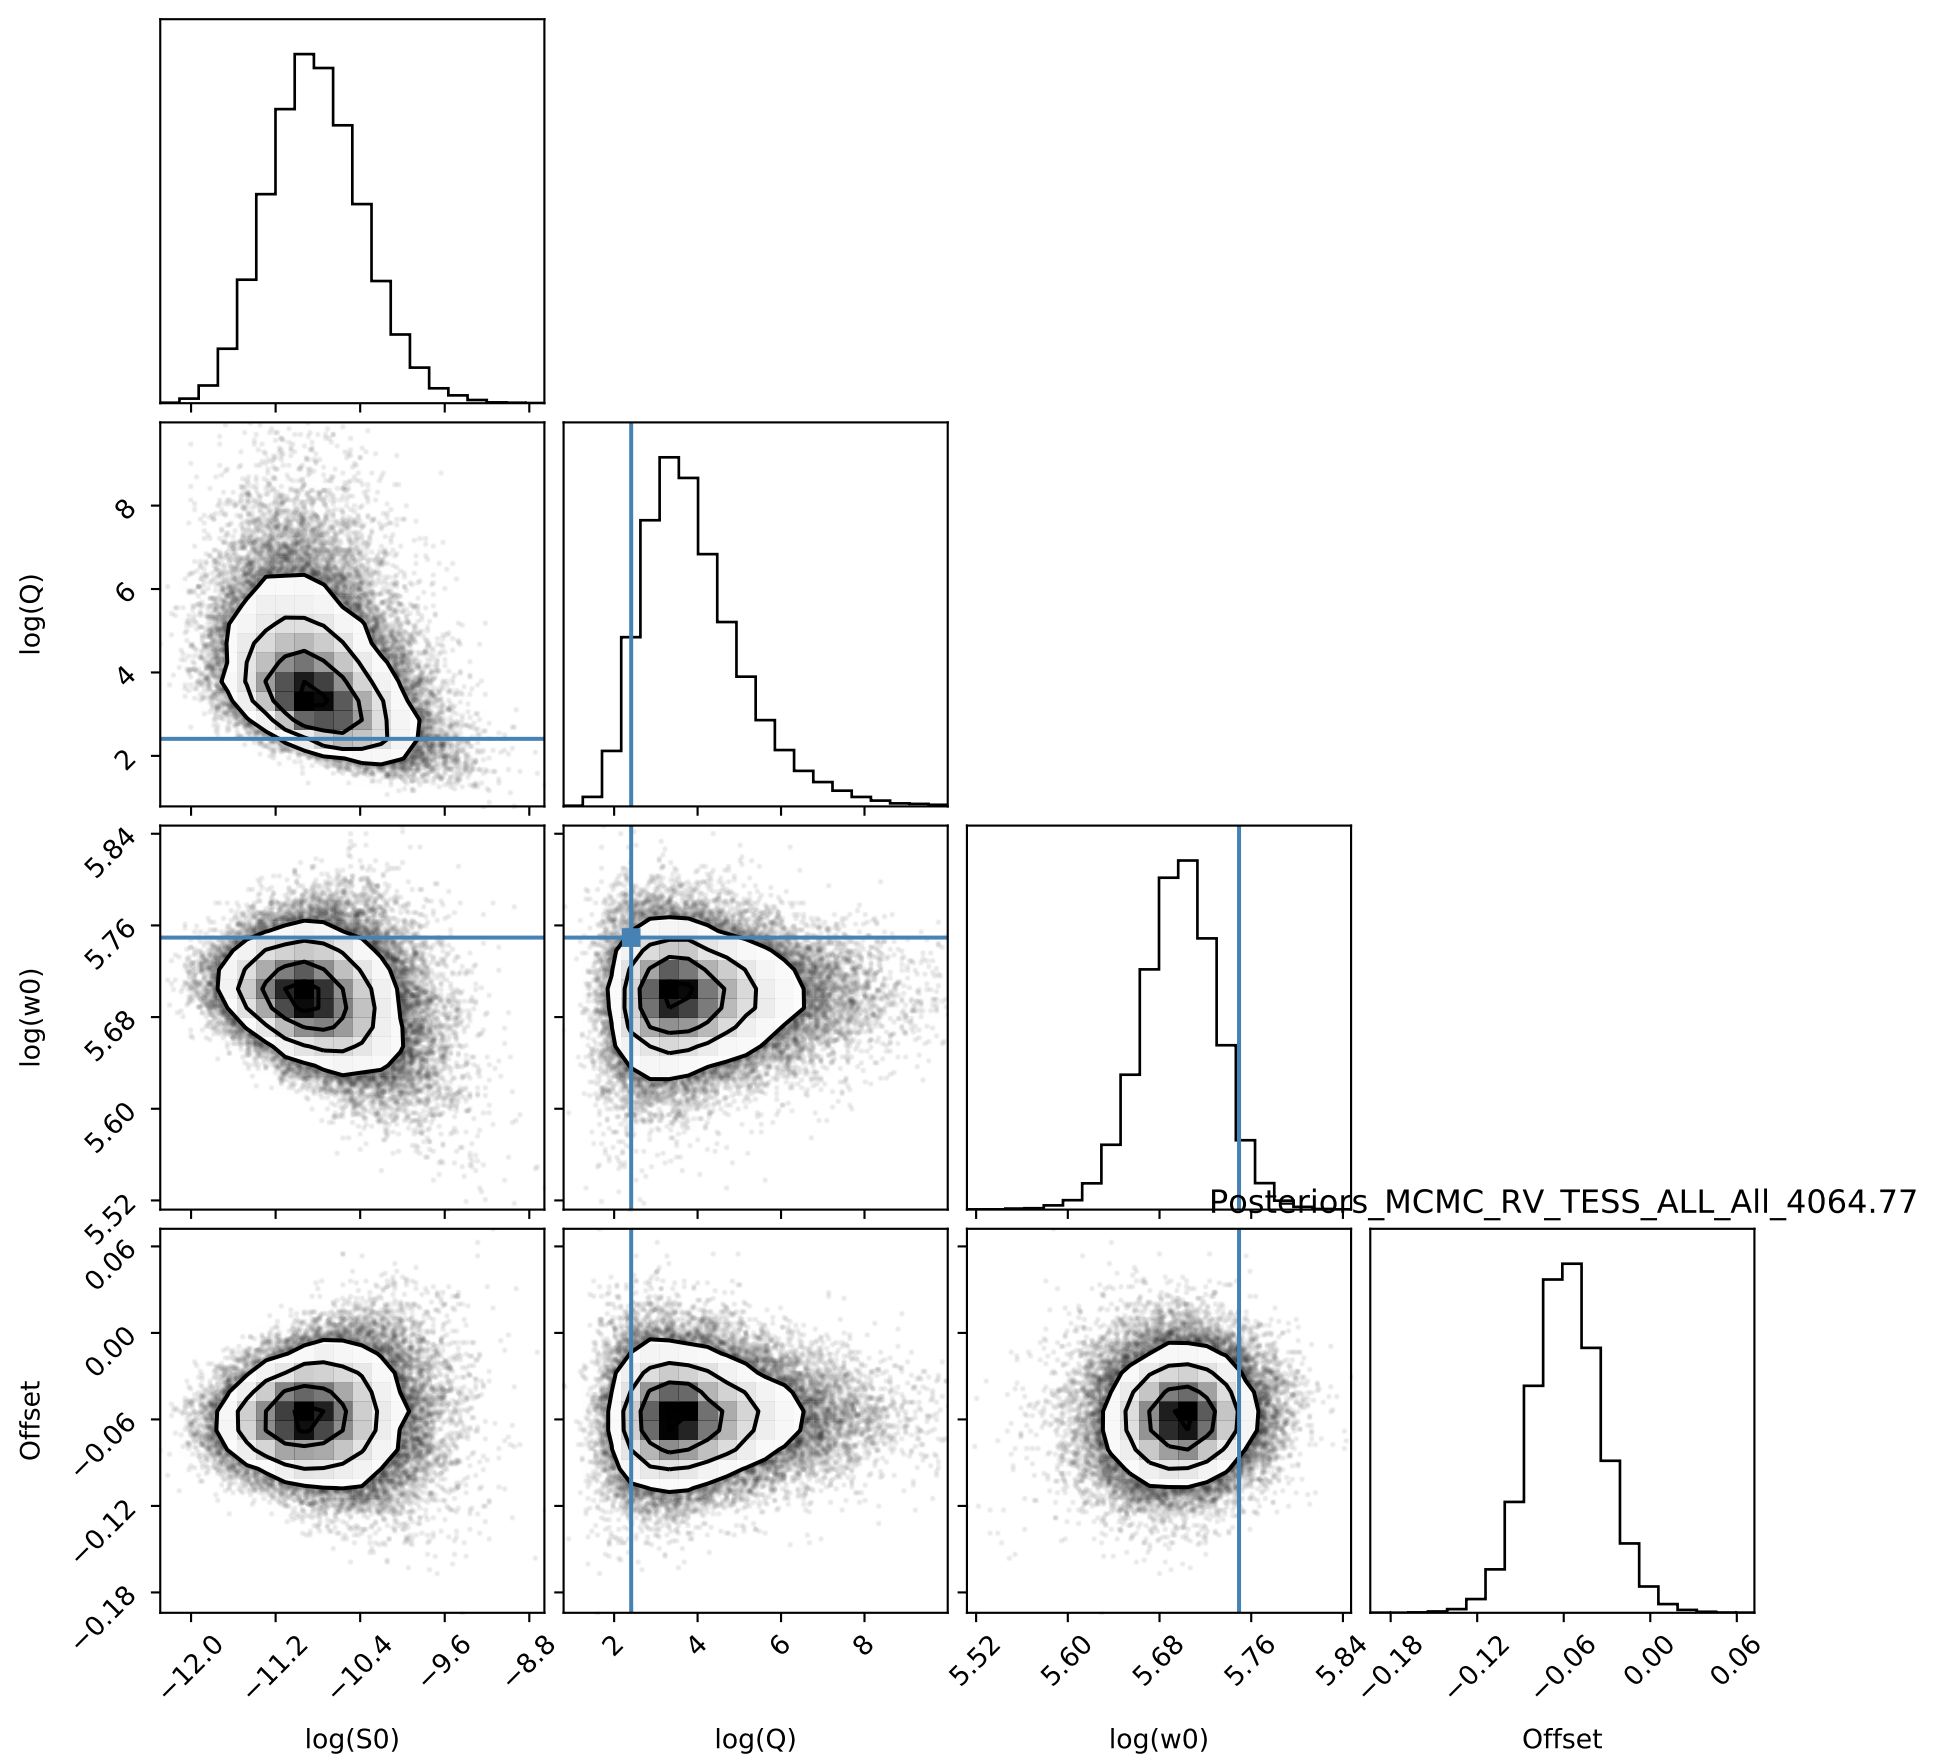 log(Q)
8
6
4
2
log(w0)
5.84
5.76
5.68
5.60
5.52
Posteriors_MCMC_RV_TESS_ALL_All_4064.77
Offset
0.06
0.00
−0.06
−0.12
−0.18
−12.0 −11.2 −10.4 −9.6 −8.8
2 4 6 8
5.52 5.60 5.68 5.76 5.84
−0.18 −0.12 −0.06 0.00 0.06
log(S0) log(Q) log(w0) Offset